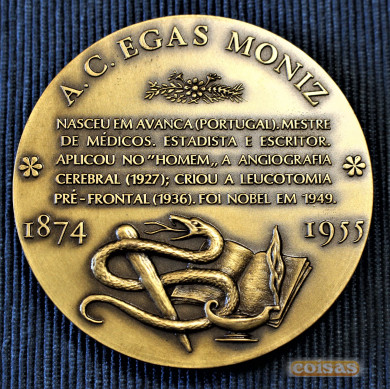 A.C. EGAS MONIZ
NASCEU EM AVANCA (PORTUGAL). MESTRE
DE MÉDICOS. ESTADISTA E ESCRITOR.
APLICOU NO "HOMEM,, A ANGIOGRAFIA
CEREBRAL (1927); CRIOU A LEUCOTOMIA
PRÉ-FRONTAL (1936). FOI NOBEL EM 1949.
1874 1955
coisas